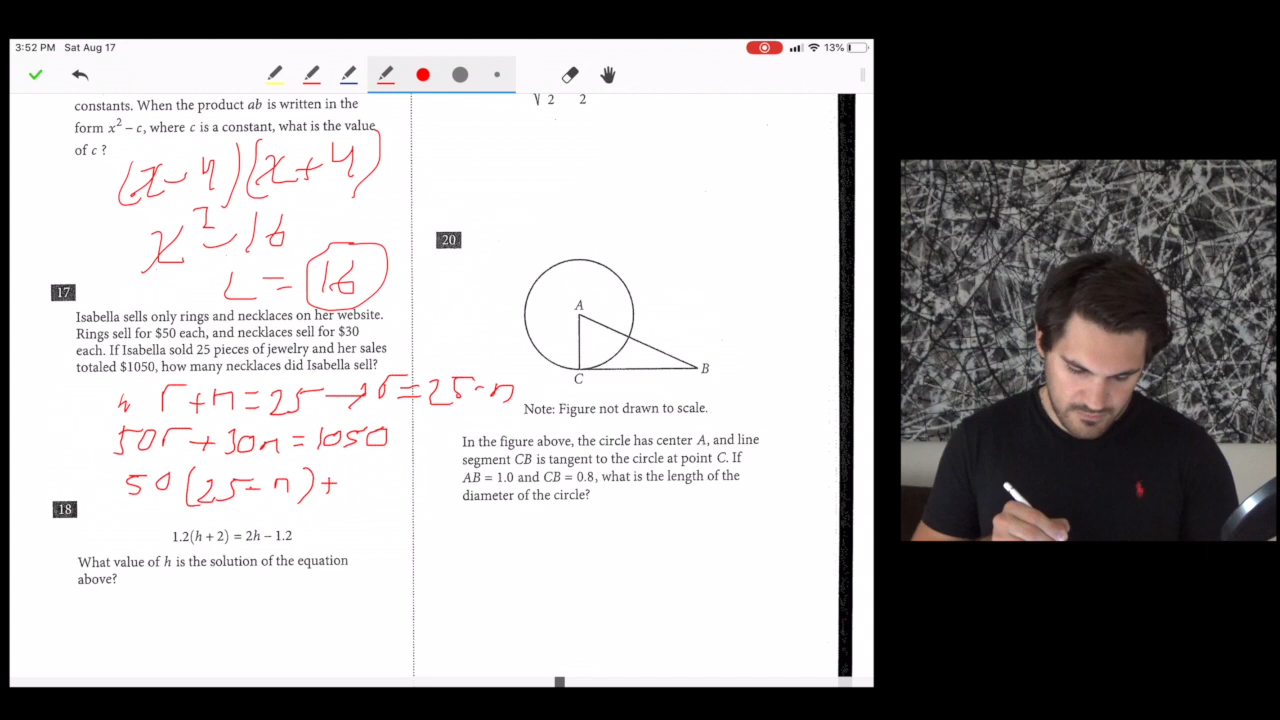 3:52 PM Sat Aug 17
13%
constants. When the product ab is written in the
form x² – c, where c is a constant, what is the value
of c ?
(x-4)(x+4)
x²-16
c = 16
17
Isabella sells only rings and necklaces on her website.
Rings sell for $50 each, and necklaces sell for $30
each. If Isabella sold 25 pieces of jewelry and her sales
totaled $1050, how many necklaces did Isabella sell?
r+n=25→r=25-n
50r+30n=1050
50(25-n)+
18
1.2(h + 2) = 2h – 1.2
What value of h is the solution of the equation
above?
√ 2 2
20
A
B
C
Note: Figure not drawn to scale.
In the figure above, the circle has center A, and line
segment CB is tangent to the circle at point C. If
AB = 1.0 and CB = 0.8, what is the length of the
diameter of the circle?